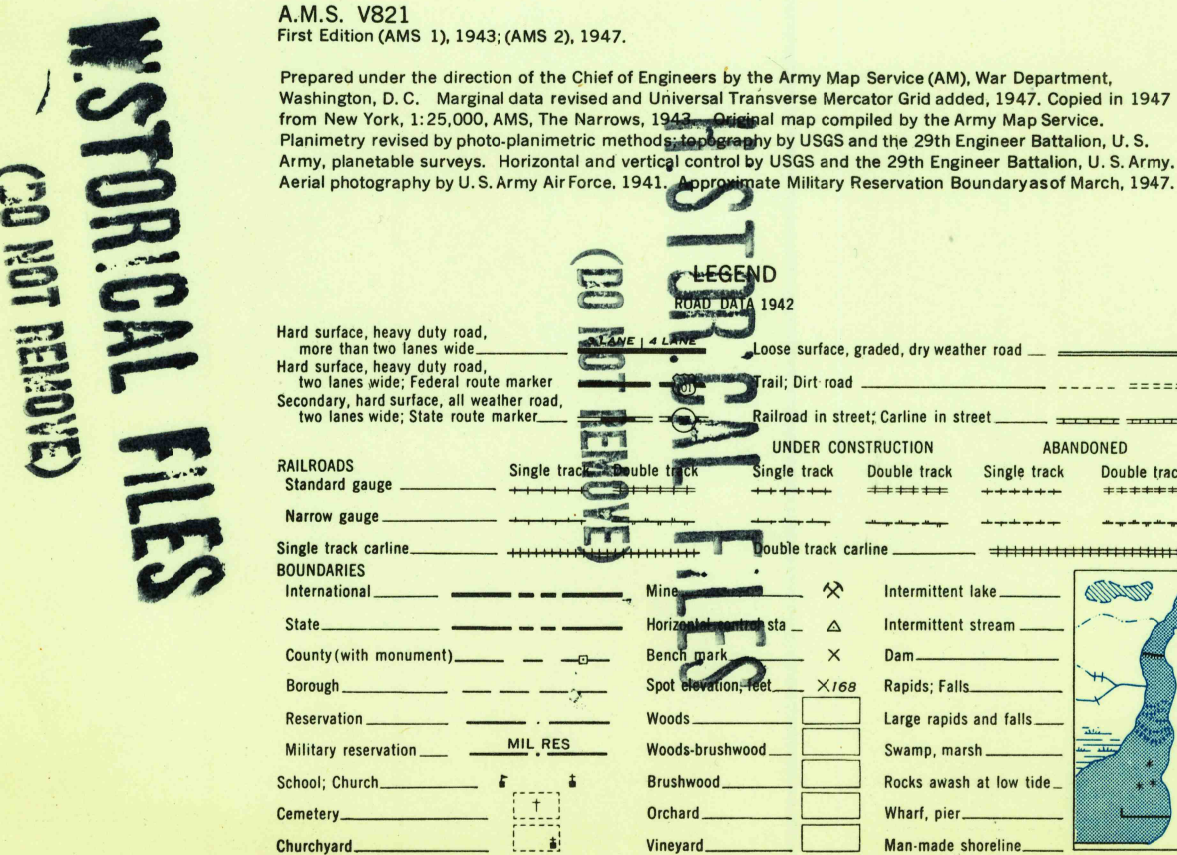 A.M.S. V821
First Edition (AMS 1), 1943; (AMS 2), 1947.
Prepared under the direction of the Chief of Engineers by the Army Map Service (AM), War Department,
Washington, D. C. Marginal data revised and Universal Transverse Mercator Grid added, 1947. Copied in 1947
from New York, 1:25,000, AMS, The Narrows, 1943. Original map compiled by the Army Map Service.
Planimetry revised by photo-planimetric methods; topography by USGS and the 29th Engineer Battalion, U. S.
Army, planetable surveys. Horizontal and vertical control by USGS and the 29th Engineer Battalion, U. S. Army.
Aerial photography by U. S. Army Air Force, 1941. Approximate Military Reservation Boundary as of March, 1947.
STORICAL FILES
(DO NOT REMOVE)
STORICAL FILES
(DO NOT REMOVE)
LEGEND
ROAD DATA 1942
Hard surface, heavy duty road,
more than two lanes wide LANE | 4 LANE
Hard surface, heavy duty road,
two lanes wide; Federal route marker
Secondary, hard surface, all weather road,
two lanes wide; State route marker
Loose surface, graded, dry weather road
Trail; Dirt road
Railroad in street; Carline in street
UNDER CONSTRUCTION ABANDONED
RAILROADS Single track Double track Single track Double track Single track Double trac
Standard gauge
Narrow gauge
Single track carline Double track carline
BOUNDARIES
International
State
County (with monument)
Borough
Reservation
Military reservation MIL RES
School; Church
Cemetery
Churchyard
Mine
Horizontal control sta
Bench mark
Spot elevation, feet ×168
Woods
Woods-brushwood
Brushwood
Orchard
Vineyard
Intermittent lake
Intermittent stream
Dam
Rapids; Falls
Large rapids and falls
Swamp, marsh
Rocks awash at low tide
Wharf, pier
Man-made shoreline